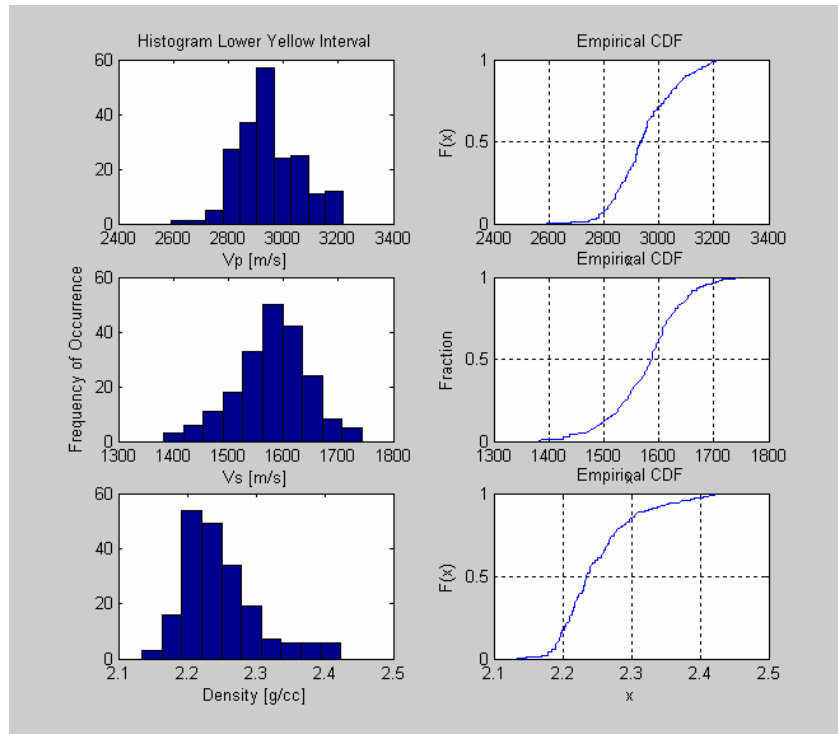 Histogram Lower Yellow Interval
60
40
20
0
2400 2600 2800 3000 3200 3400
Vp [m/s]
Empirical CDF
1
0.5
0
F(x)
2400 2600 2800 3000 3200 3400
x
Frequency of Occurrence
60
40
20
0
1300 1400 1500 1600 1700 1800
Vs [m/s]
Empirical CDF
1
0.5
0
Fraction
1300 1400 1500 1600 1700 1800
x
60
40
20
0
2.1 2.2 2.3 2.4 2.5
Density [g/cc]
Empirical CDF
1
0.5
0
F(x)
2.1 2.2 2.3 2.4 2.5
x